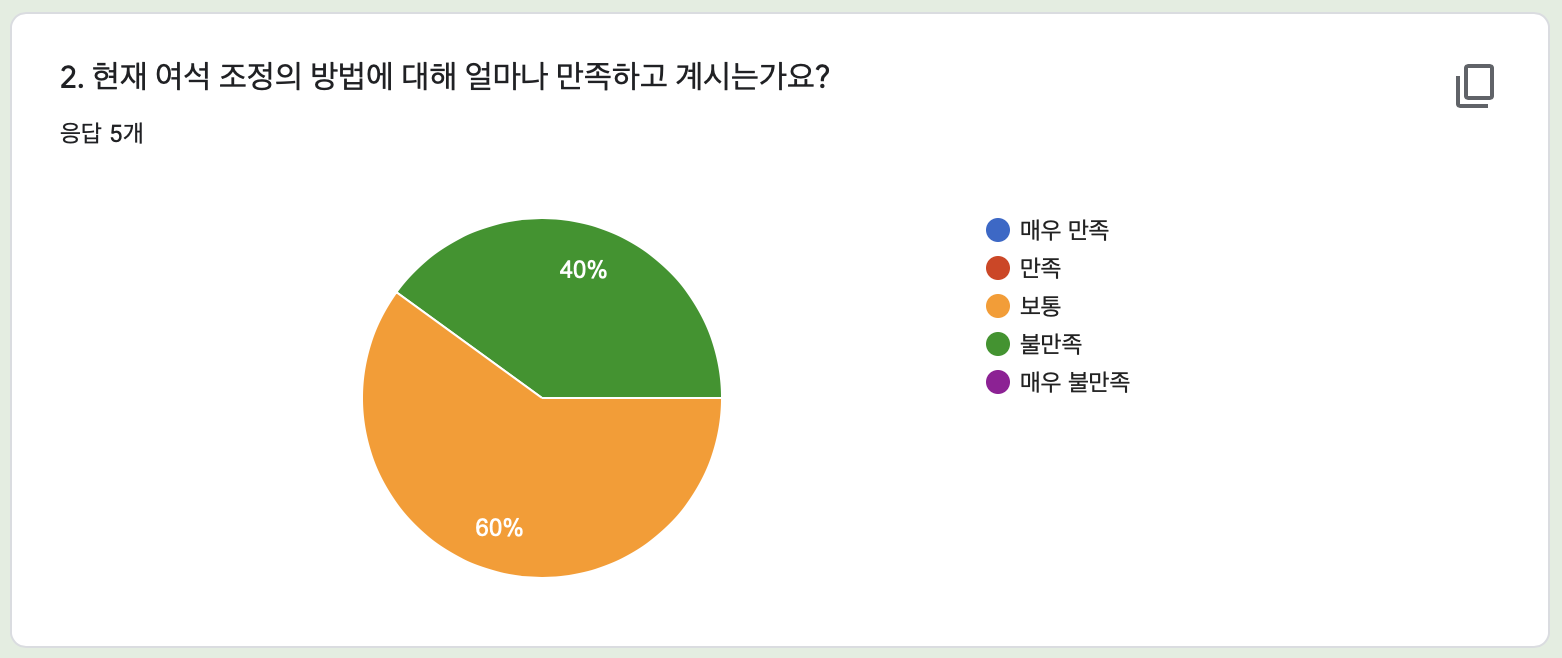 2. 현재 여석 조정의 방법에 대해 얼마나 만족하고 계시는가요?
응답 5개
40%
60%
매우 만족
만족
보통
불만족
매우 불만족